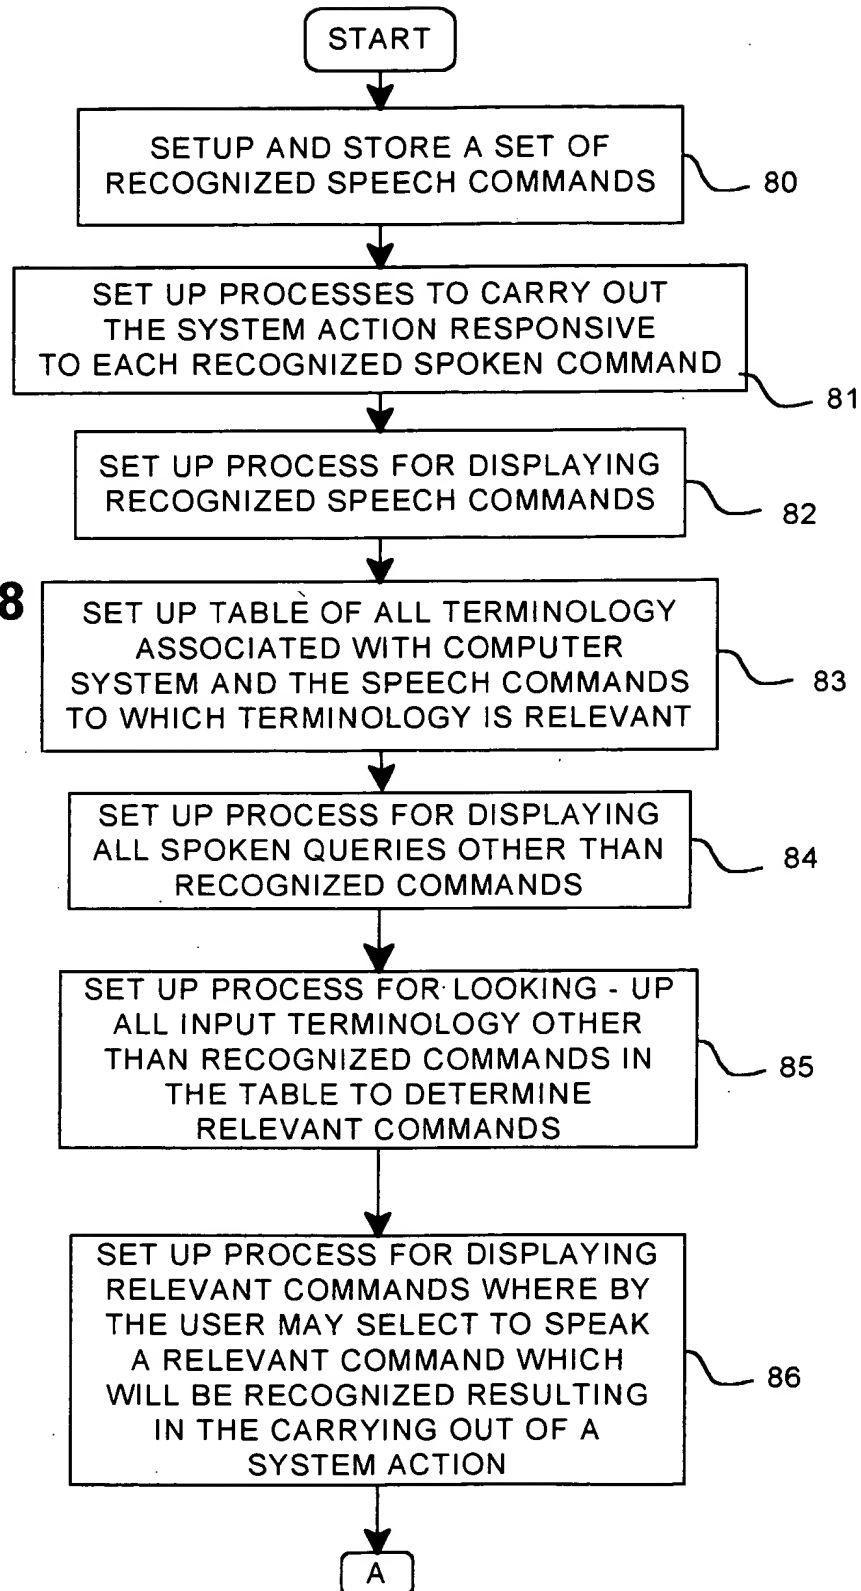 START
SETUP AND STORE A SET OF
RECOGNIZED SPEECH COMMANDS
80
SET UP PROCESSES TO CARRY OUT
THE SYSTEM ACTION RESPONSIVE
TO EACH RECOGNIZED SPOKEN COMMAND
81
SET UP PROCESS FOR DISPLAYING
RECOGNIZED SPEECH COMMANDS
82
8
SET UP TABLE OF ALL TERMINOLOGY
ASSOCIATED WITH COMPUTER
SYSTEM AND THE SPEECH COMMANDS
TO WHICH TERMINOLOGY IS RELEVANT
83
SET UP PROCESS FOR DISPLAYING
ALL SPOKEN QUERIES OTHER THAN
RECOGNIZED COMMANDS
84
SET UP PROCESS FOR LOOKING - UP
ALL INPUT TERMINOLOGY OTHER
THAN RECOGNIZED COMMANDS IN
THE TABLE TO DETERMINE
RELEVANT COMMANDS
85
SET UP PROCESS FOR DISPLAYING
RELEVANT COMMANDS WHERE BY
THE USER MAY SELECT TO SPEAK
A RELEVANT COMMAND WHICH
WILL BE RECOGNIZED RESULTING
IN THE CARRYING OUT OF A
SYSTEM ACTION
86
A